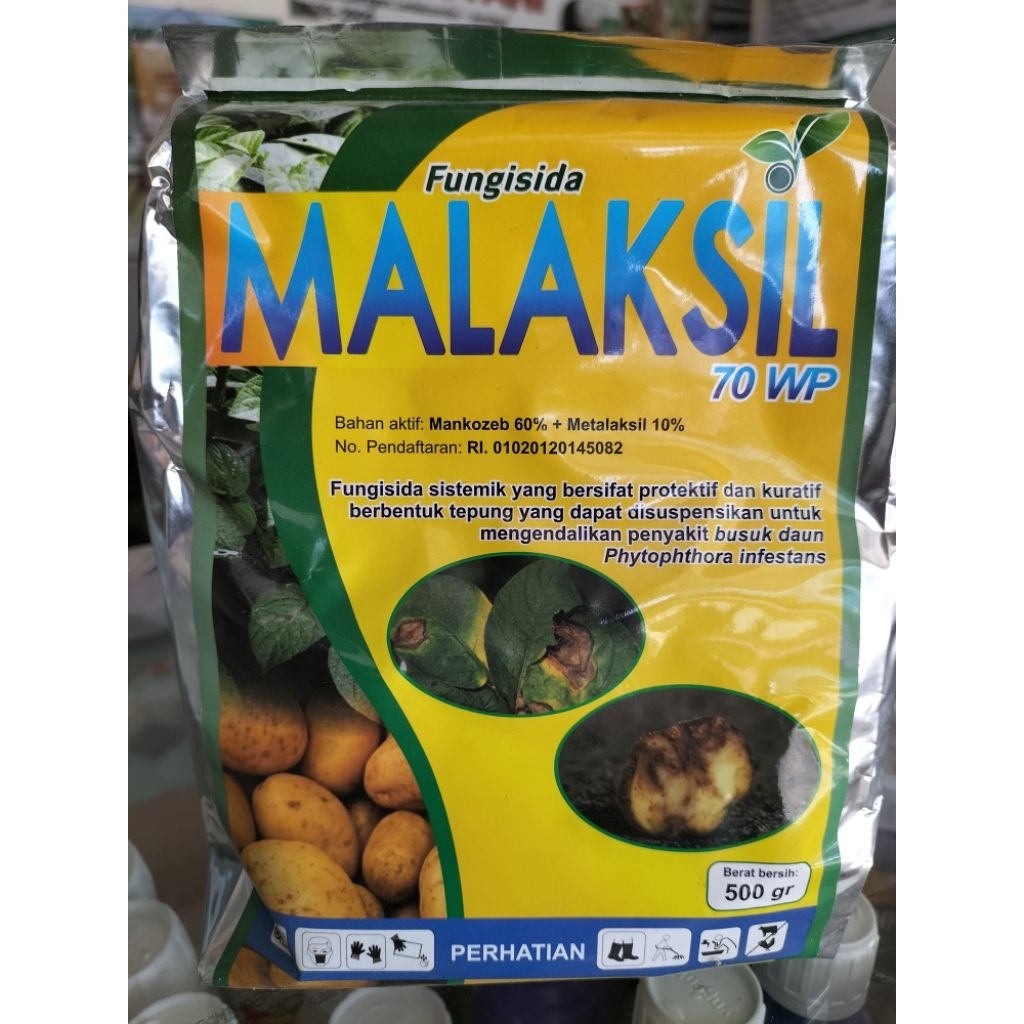 Fungisida
MALAKSIL
70 WP
Bahan aktif: Mankozeb 60% + Metalaksil 10%
No. Pendaftaran: RI. 01020120145082
Fungisida sistemik yang bersifat protektif dan kuratif
berbentuk tepung yang dapat disuspensikan untuk
mengendalikan penyakit busuk daun
Phytophthora infestans
Berat bersih:
500 gr
PERHATIAN